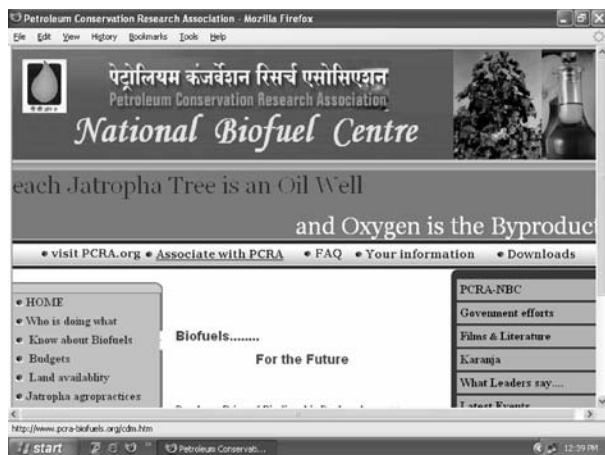 Petroleum Conservation Research Association - Mozilla Firefox
File Edit View History Bookmarks Tools Help
पेट्रोलियम कंजर्वेशन रिसर्च एसोसिएशन
Petroleum Conservation Research Association
National Biofuel Centre
each Jatropha Tree is an Oil Well
and Oxygen is the Byproduct
visit PCRA.org Associate with PCRA FAQ Your information Downloads
HOME
Who is doing what
Know about Biofuels
Budgets
Land availablity
Jatropha agropractices
Biofuels........
For the Future
PCRA-NBC
Govenment efforts
Films & Literature
Karanja
What Leaders say....
Latest Events
http://www.pcra-biofuels.org/cdm.htm
start
Petroleum Conservati...
12:39 PM